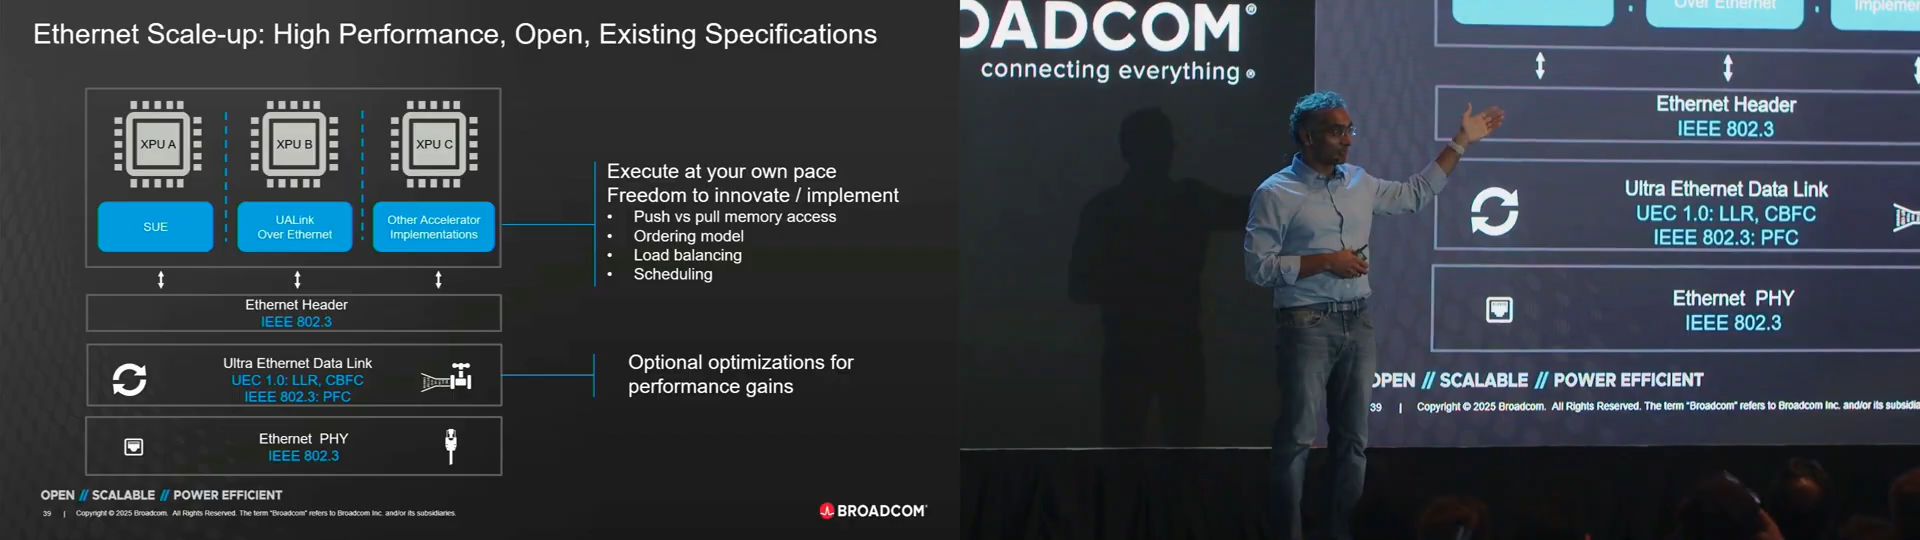 Ethernet Scale-up: High Performance, Open, Existing Specifications
XPU A
XPU B
XPU C
SUE
UALink
Over Ethernet
Other Accelerator
Implementations
Execute at your own pace
Freedom to innovate / implement
• Push vs pull memory access
• Ordering model
• Load balancing
• Scheduling
Ethernet Header
IEEE 802.3
Ultra Ethernet Data Link
UEC 1.0: LLR, CBFC
IEEE 802.3: PFC
Optional optimizations for
performance gains
Ethernet PHY
IEEE 802.3
OPEN // SCALABLE // POWER EFFICIENT
39 | Copyright © 2025 Broadcom. All Rights Reserved. The term "Broadcom" refers to Broadcom Inc. and/or its subsidiaries.
BROADCOM®
OADCOM®
connecting everything®
Over Ethernet
Impleme
Ethernet Header
IEEE 802.3
Ultra Ethernet Data Link
UEC 1.0: LLR, CBFC
IEEE 802.3: PFC
Ethernet PHY
IEEE 802.3
OPEN // SCALABLE // POWER EFFICIENT
39 | Copyright © 2025 Broadcom. All Rights Reserved. The term "Broadcom" refers to Broadcom Inc. and/or its subsidia